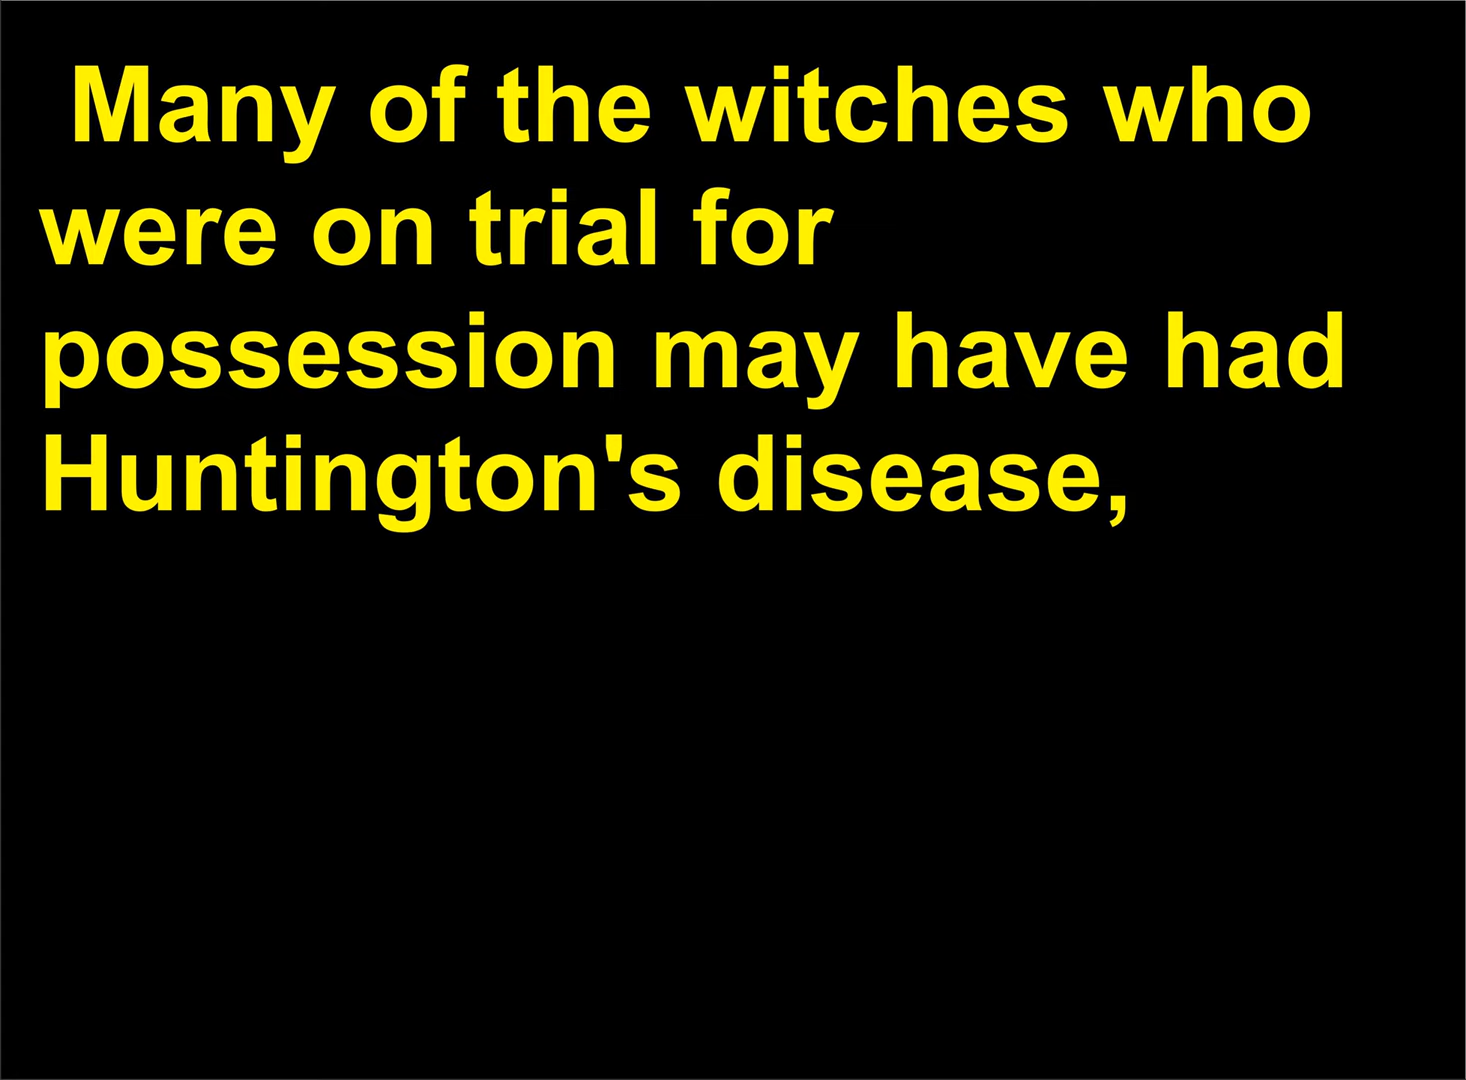 Many of the witches who
were on trial for
possession may have had
Huntington's disease,